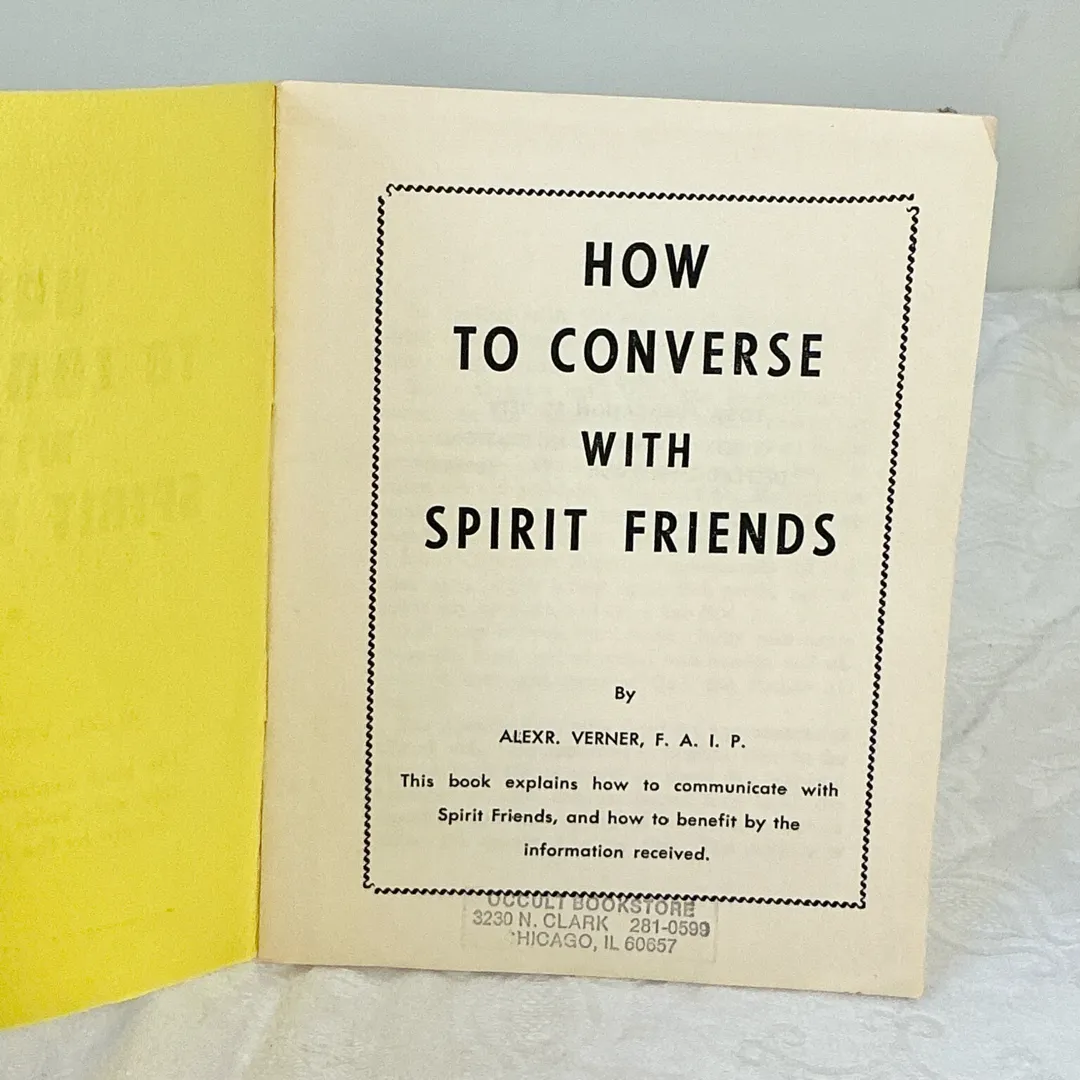 HOW
TO CONVERSE
WITH
SPIRIT FRIENDS
By
ALEXR. VERNER, F. A. I. P.
This book explains how to communicate with
Spirit Friends, and how to benefit by the
information received.
OCCULT BOOKSTORE
3230 N. CLARK 281-0599
CHICAGO, IL 60657